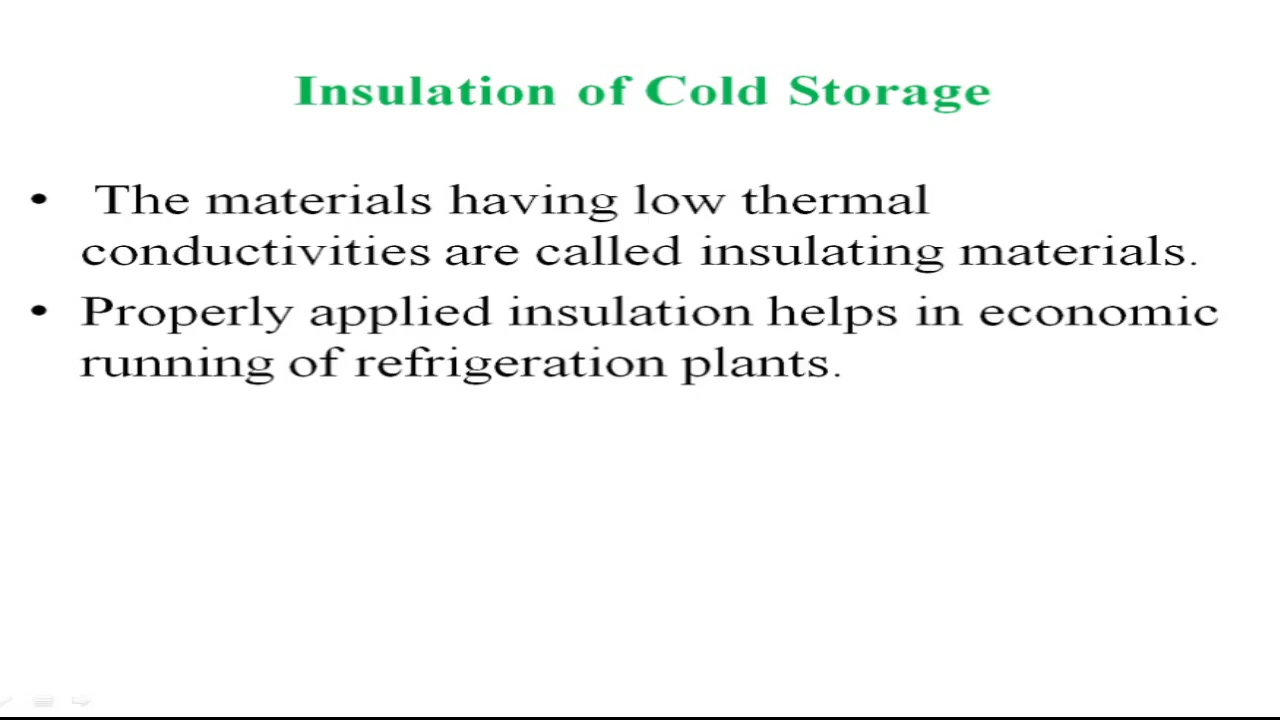 Insulation of Cold Storage
• The materials having low thermal
conductivities are called insulating materials.
• Properly applied insulation helps in economic
running of refrigeration plants.